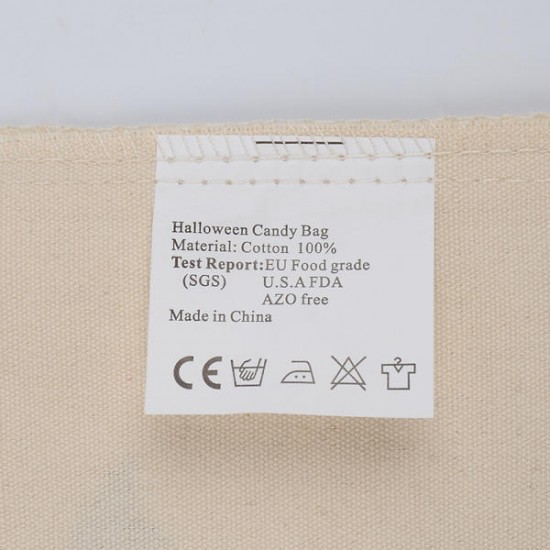 Halloween Candy Bag
Material: Cotton 100%
Test Report:EU Food grade
(SGS) U.S.A FDA
AZO free
Made in China
CE